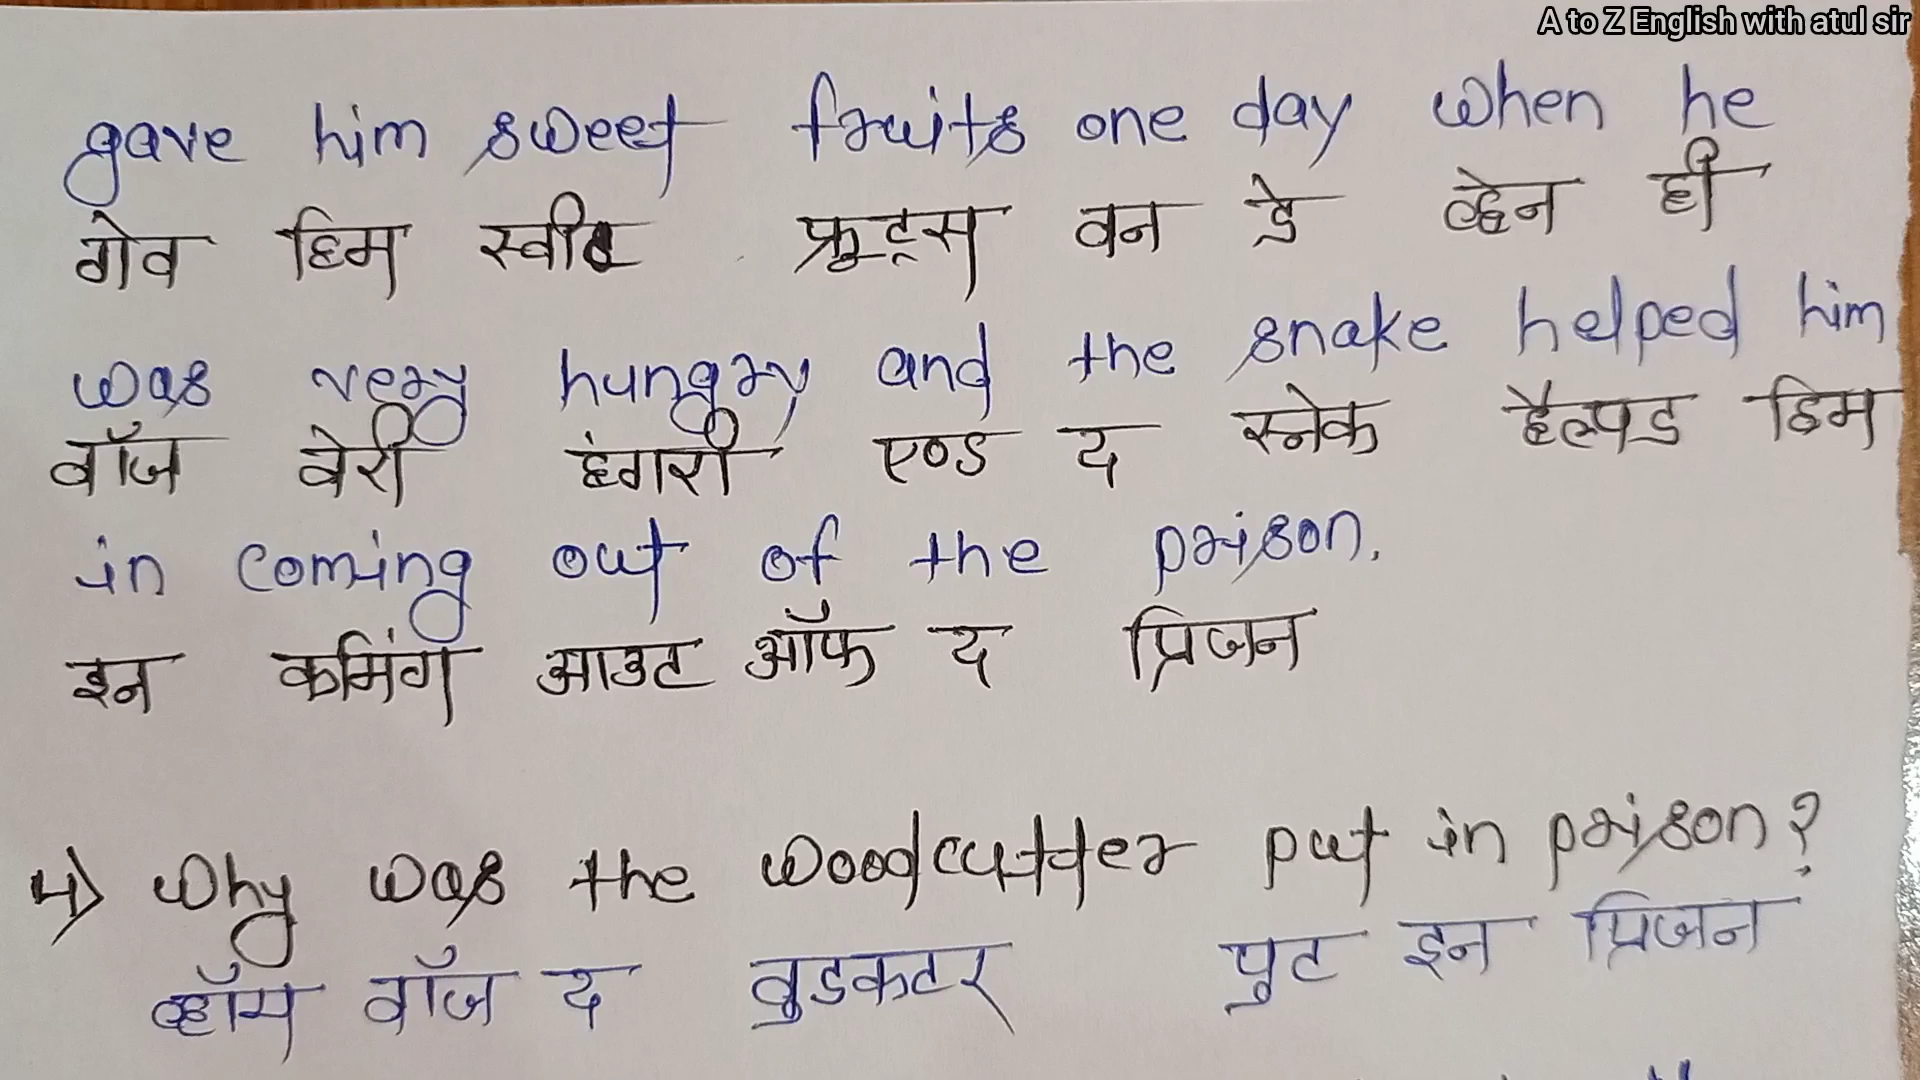 A to Z English with atul sir
gave him sweet fruits one day when he
गेव हिम स्वीट फ्रूट्स वन डे व्हेन ही
was very hungry and the snake helped him
वॉज वेरी हंगरी एण्ड द स्नेक हैल्पड हिम
in coming out of the prison.
इन कमिंग आउट ऑफ द प्रिजन
4) Why was the woodcutter put in prison?
व्हॉय वॉज द वुडकटर पुट इन प्रिजन